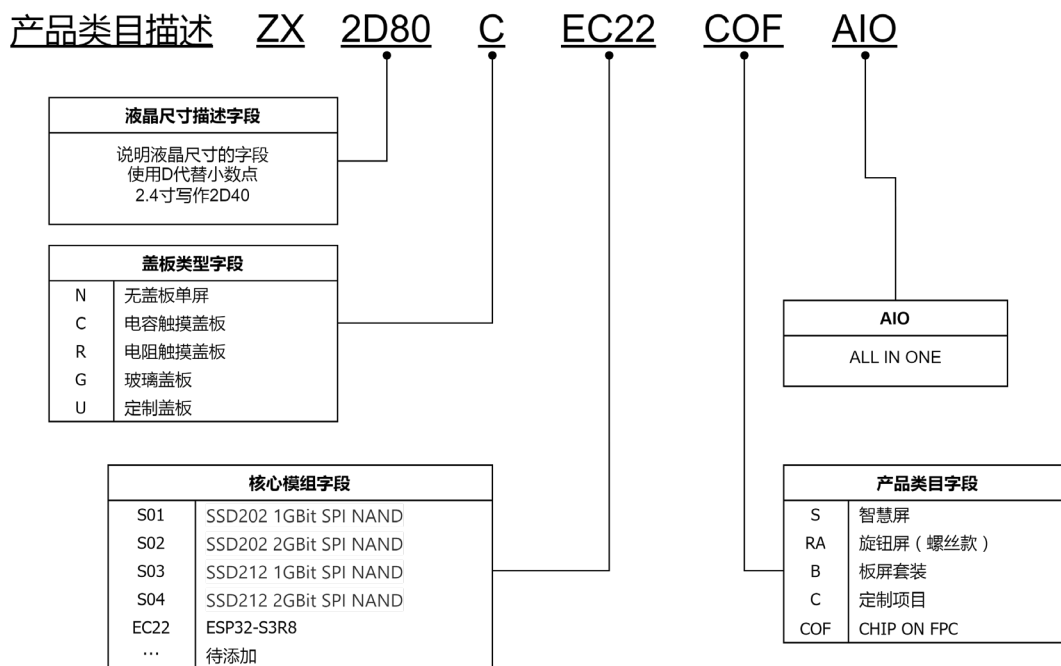 产品类目描述 ZX 2D80 C EC22 COF AIO
液晶尺寸描述字段
说明液晶尺寸的字段
使用D代替小数点
2.4寸写作2D40
盖板类型字段
N 无盖板单屏
C 电容触摸盖板
R 电阻触摸盖板
G 玻璃盖板
U 定制盖板
AIO
ALL IN ONE
核心模组字段
S01 SSD202 1GBit SPI NAND
S02 SSD202 2GBit SPI NAND
S03 SSD212 1GBit SPI NAND
S04 SSD212 2GBit SPI NAND
EC22 ESP32-S3R8
… 待添加
产品类目字段
S 智慧屏
RA 旋钮屏（螺丝款）
B 板屏套装
C 定制项目
COF CHIP ON FPC